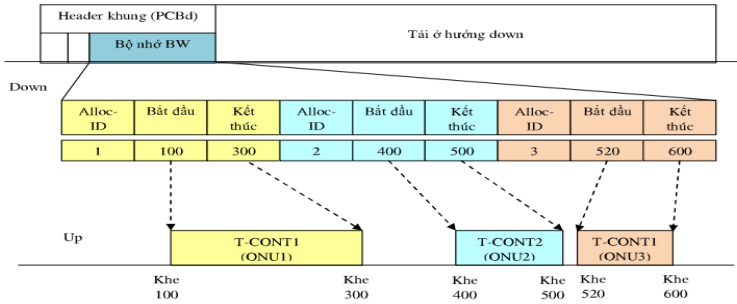 Header khung (PCBd)
Bộ nhớ BW
Tải ở hướng down
Down
Alloc-ID Bắt đầu Kết thúc Alloc-ID Bắt đầu Kết thúc Alloc-ID Bắt đầu Kết thúc
1 100 300 2 400 500 3 520 600
Up
T-CONT1 (ONU1)
T-CONT2 (ONU2)
T-CONT1 (ONU3)
Khe 100
300
Khe 400
Khe 500
Khe 520
Khe 600